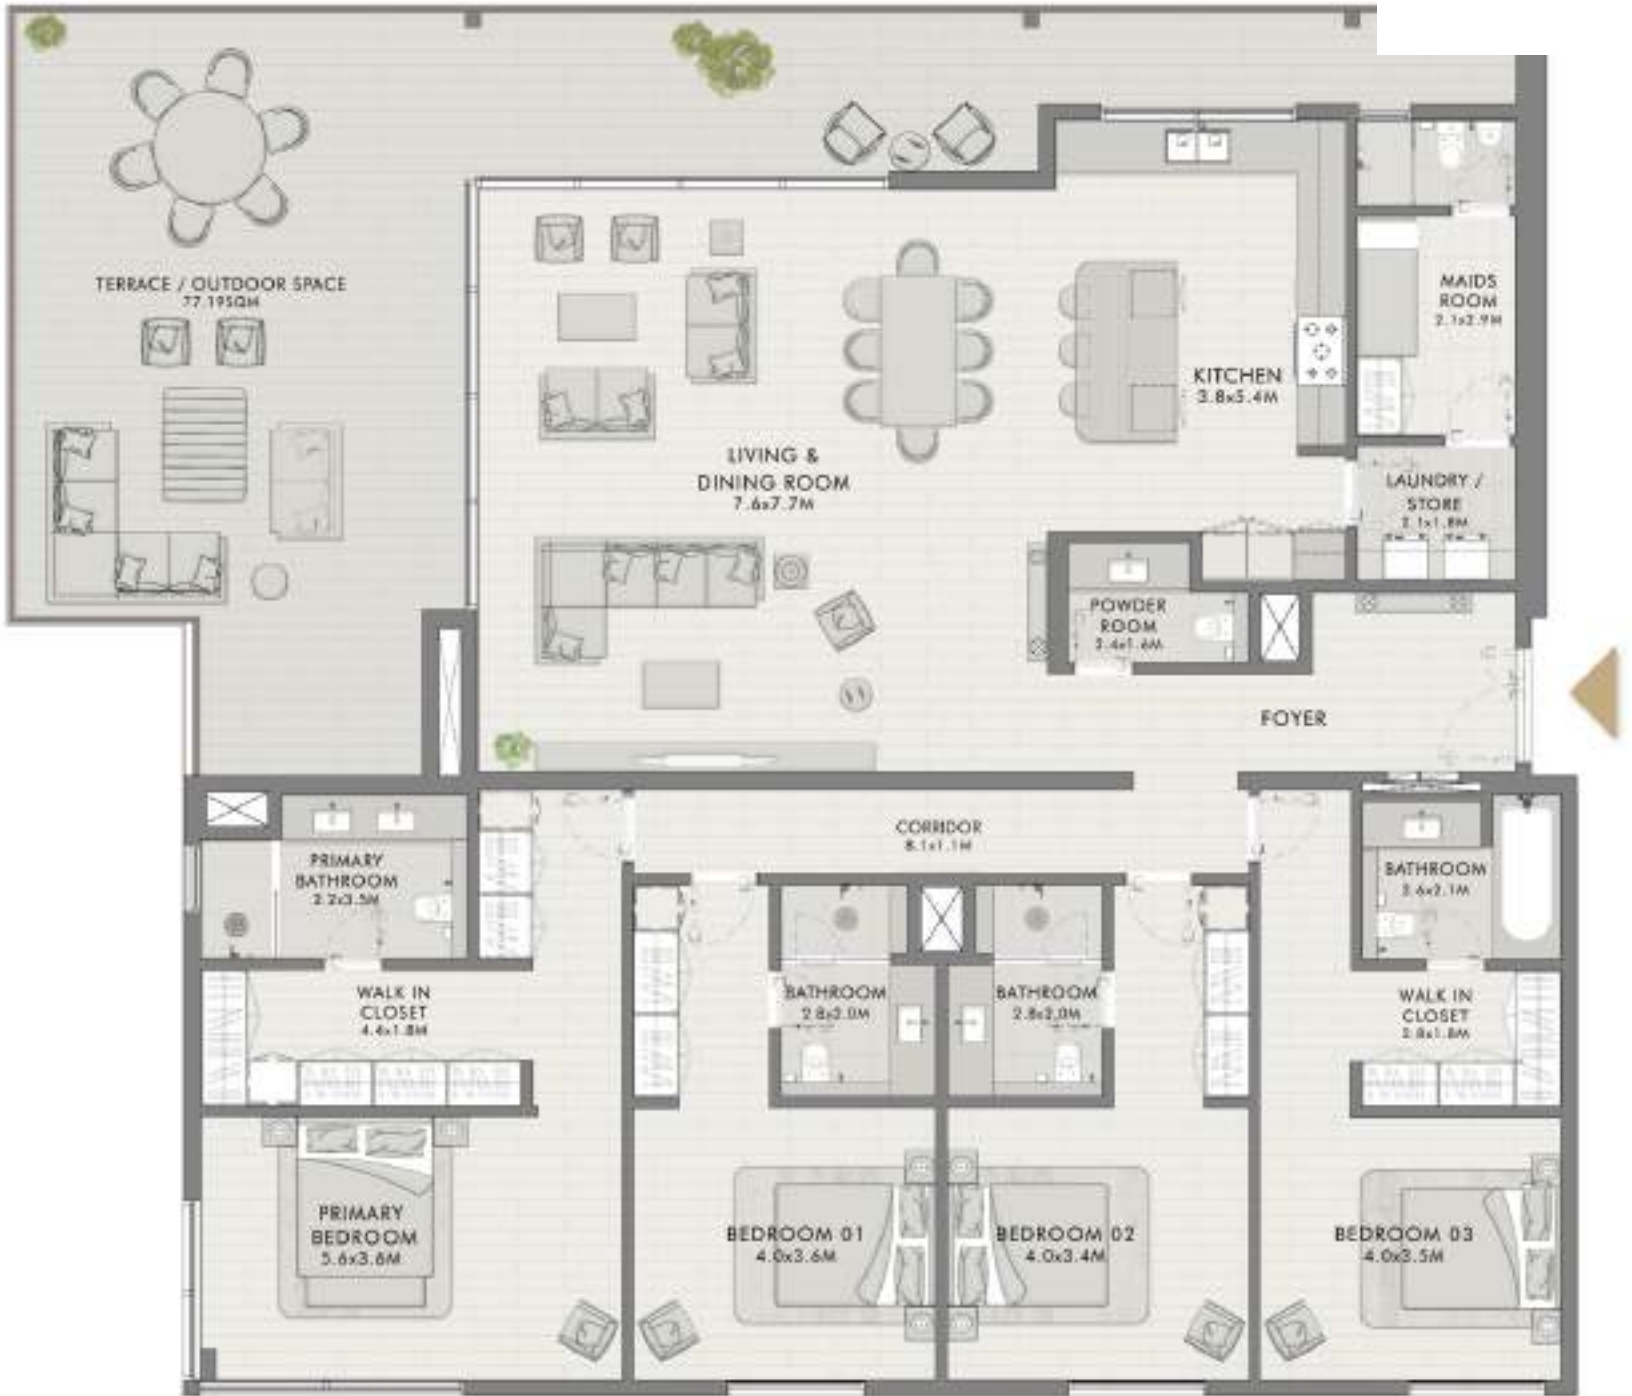 TERRACE / OUTDOOR SPACE
77.19SQM
MAIDS
ROOM
2.1x2.9M
KITCHEN
3.8x5.4M
LIVING &
DINING ROOM
7.6x7.7M
LAUNDRY /
STORE
2.1x1.8M
POWDER
ROOM
2.4x1.6M
FOYER
CORRIDOR
8.1x1.1M
PRIMARY
BATHROOM
2.2x3.5M
BATHROOM
2.6x2.1M
WALK IN
CLOSET
4.4x1.8M
BATHROOM
2.8x2.0M
BATHROOM
2.8x2.0M
WALK IN
CLOSET
2.8x1.8M
PRIMARY
BEDROOM
5.6x3.6M
BEDROOM 01
4.0x3.6M
BEDROOM 02
4.0x3.4M
BEDROOM 03
4.0x3.5M